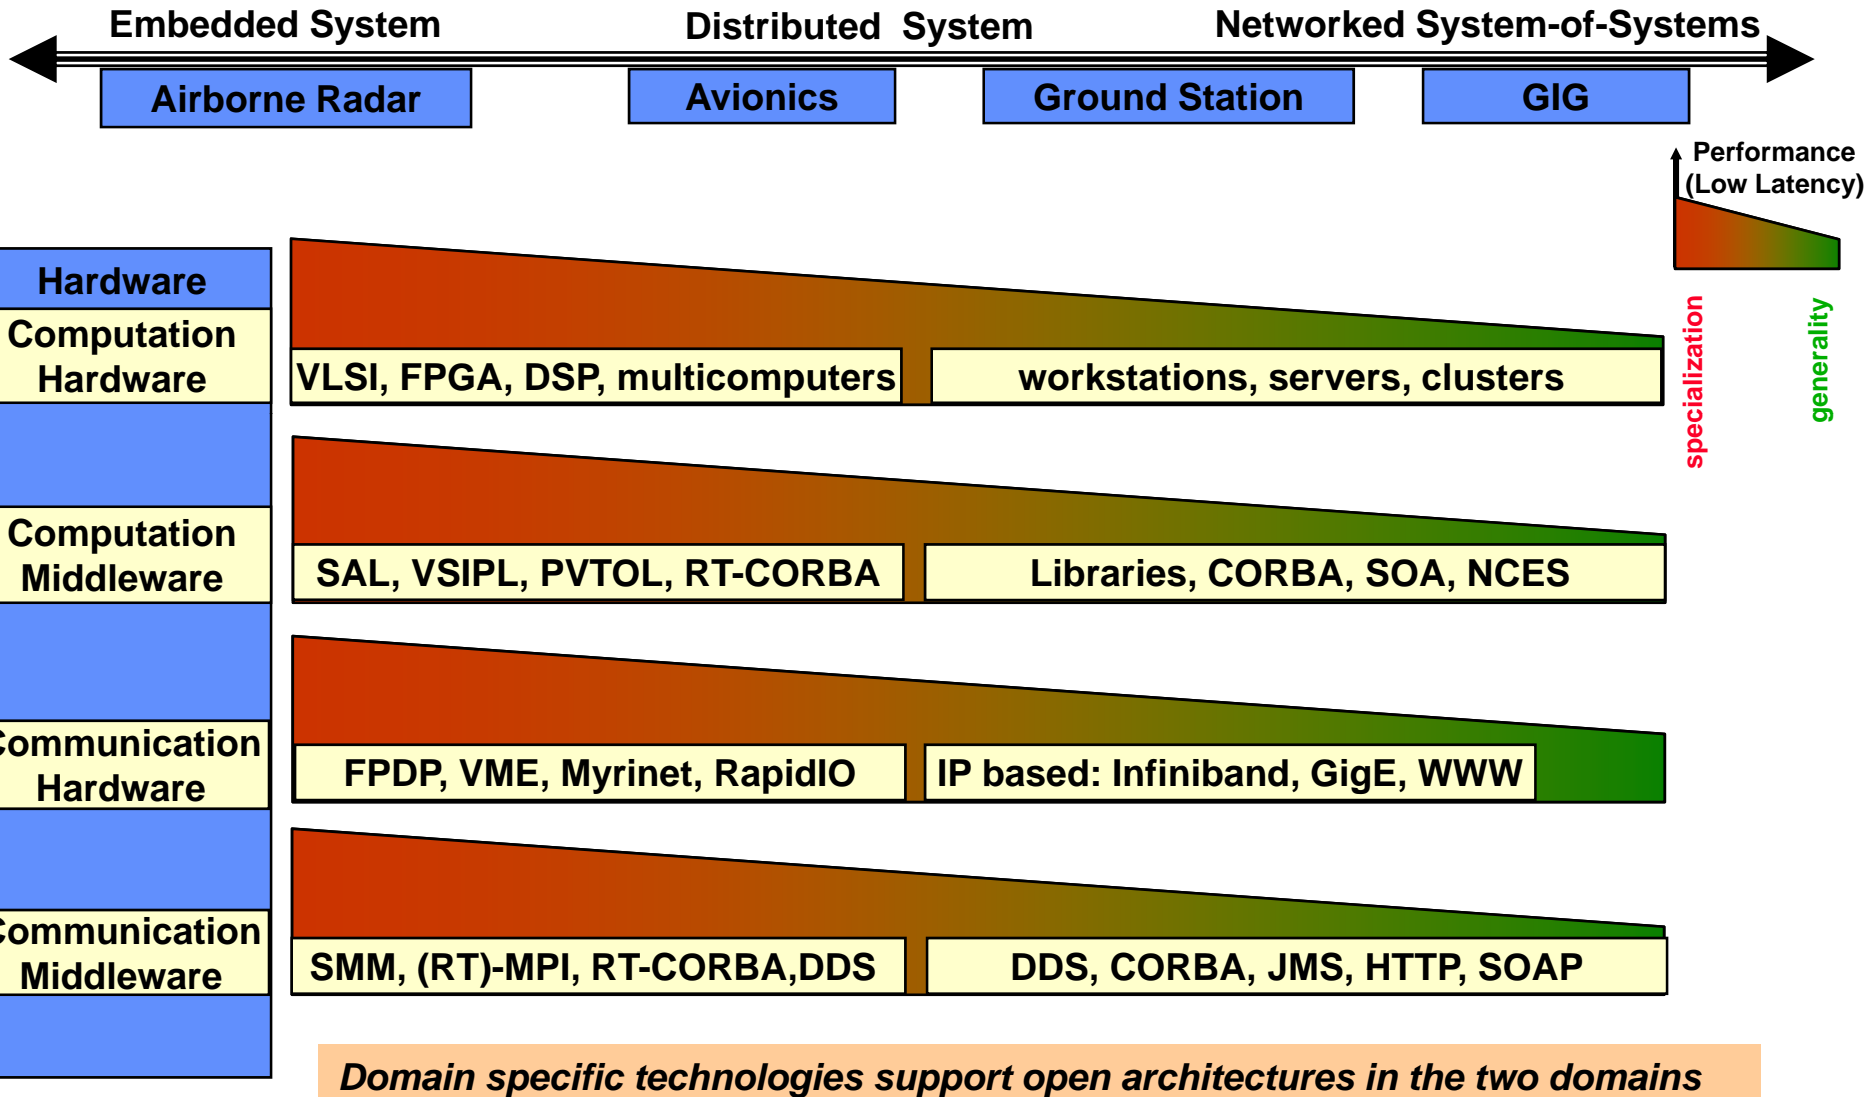 Embedded System
Distributed System
Networked System-of-Systems
Airborne Radar
Avionics
Ground Station
GIG
Performance
(Low Latency)
specialization
generality
Hardware
Computation
Hardware
VLSI, FPGA, DSP, multicomputers
workstations, servers, clusters
Computation
Middleware
SAL, VSIPL, PVTOL, RT-CORBA
Libraries, CORBA, SOA, NCES
Communication
Hardware
FPDP, VME, Myrinet, RapidIO
IP based: Infiniband, GigE, WWW
Communication
Middleware
SMM, (RT)-MPI, RT-CORBA,DDS
DDS, CORBA, JMS, HTTP, SOAP
Domain specific technologies support open architectures in the two domains